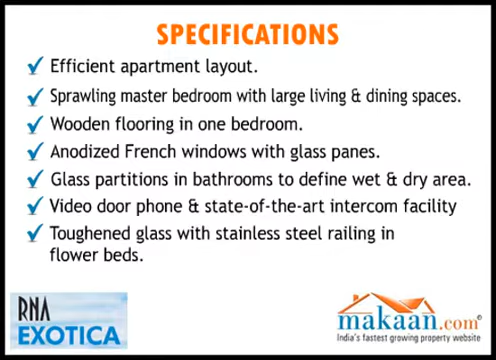 SPECIFICATIONS
Efficient apartment layout.
Sprawling master bedroom with large living & dining spaces.
Wooden flooring in one bedroom.
Anodized French windows with glass panes.
Glass partitions in bathrooms to define wet & dry area.
Video door phone & state-of-the-art intercom facility
Toughened glass with stainless steel railing in
flower beds.
RNA
EXOTICA
makaan.com©
India's fastest growing property website